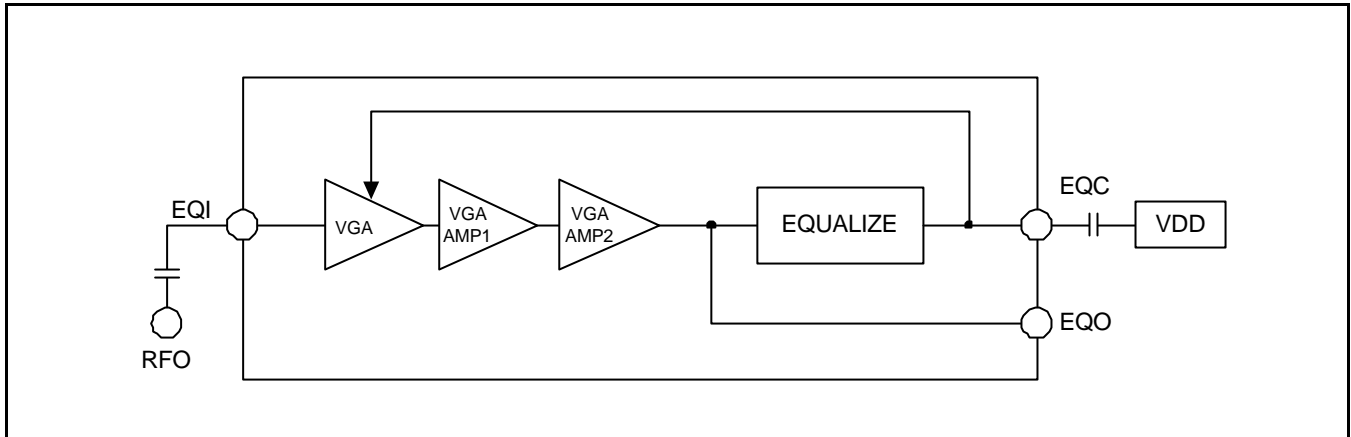 EQI
RFO
VGA
VGA
AMP1
VGA
AMP2
EQUALIZE
EQC
VDD
EQO